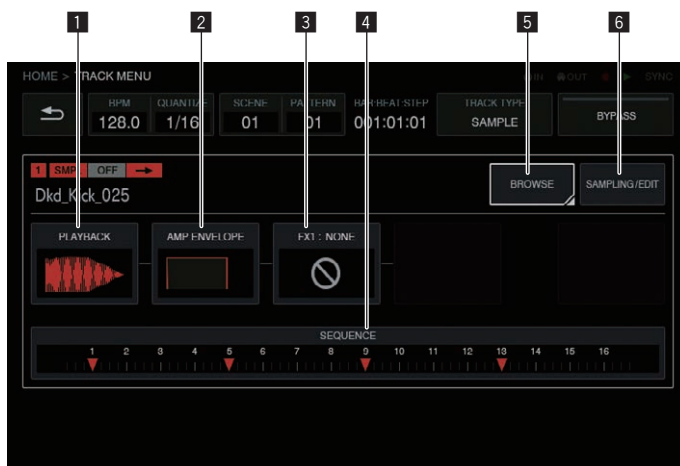 1 2 3 4 5 6
HOME > TRACK MENU IN OUT SYNC
BPM QUANTIZE SCENE PATTERN BAR:BEAT:STEP TRACK TYPE
128.0 1/16 01 01 001:01:01 SAMPLE BYPASS
1 SMP OFF
Dkd_Kick_025 BROWSE SAMPLING/EDIT
PLAYBACK AMP ENVELOPE FX1 : NONE
SEQUENCE
1 2 3 4 5 6 7 8 9 10 11 12 13 14 15 16